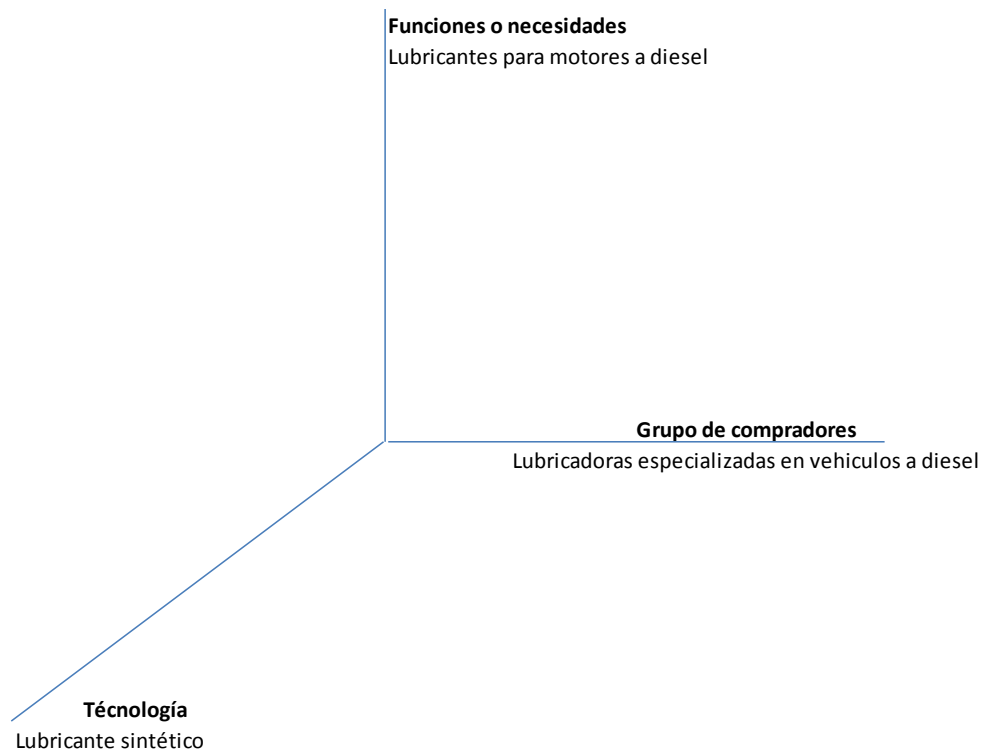 Funciones o necesidades
Lubricantes para motores a diesel
Grupo de compradores
Lubricadoras especializadas en vehiculos a diesel
Técnología
Lubricante sintético